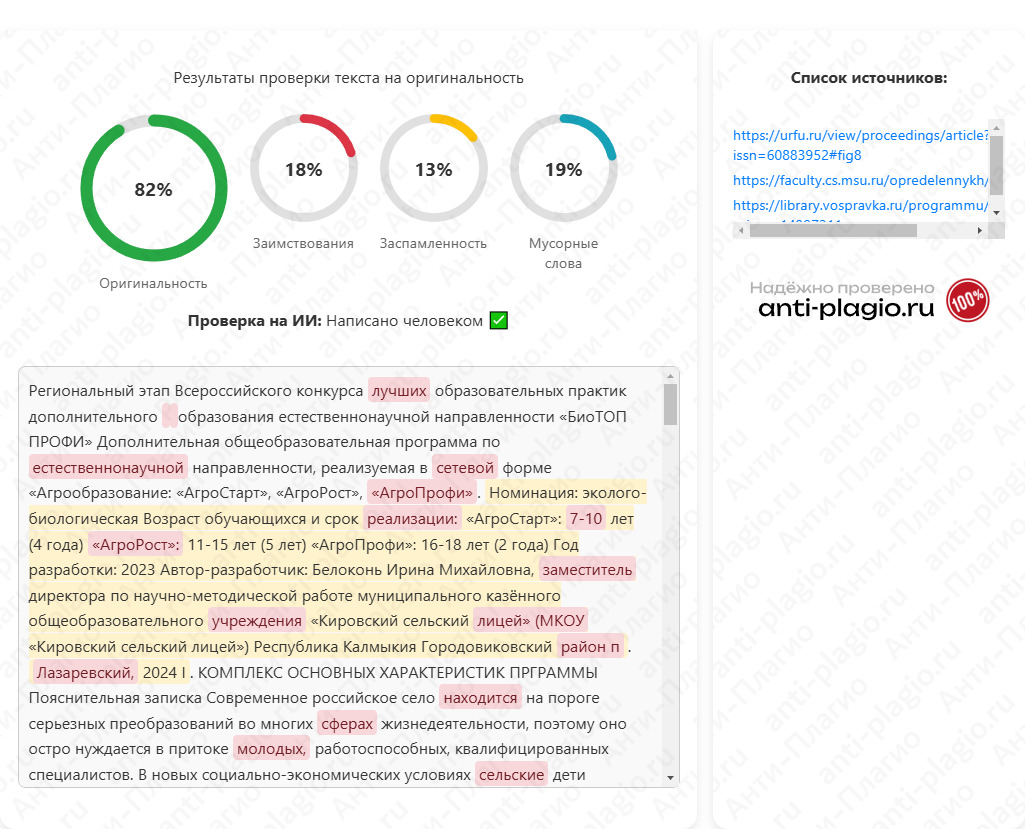 Результаты проверки текста на оригинальность
82%
18%
13%
19%
Оригинальность
Заимствования
Заспамленность
Мусорные
слова
Проверка на ИИ: Написано человеком ✅
Региональный этап Всероссийского конкурса лучших образовательных практик
дополнительного образования естественнонаучной направленности «БиоТОП
ПРОФИ» Дополнительная общеобразовательная программа по
естественнонаучной направленности, реализуемая в сетевой форме
«Агрообразование: «АгроСтарт», «АгроРост», «АгроПрофи» . Номинация: эколого-
биологическая Возраст обучающихся и срок реализации: «АгроСтарт»: 7-10 лет
(4 года) «АгроРост»: 11-15 лет (5 лет) «АгроПрофи»: 16-18 лет (2 года) Год
разработки: 2023 Автор-разработчик: Белоконь Ирина Михайловна, заместитель
директора по научно-методической работе муниципального казённого
общеобразовательного учреждения «Кировский сельский лицей» (МКОУ
«Кировский сельский лицей») Республика Калмыкия Городовиковский район п .
Лазаревский, 2024 I . КОМПЛЕКС ОСНОВНЫХ ХАРАКТЕРИСТИК ПРГРАММЫ
Пояснительная записка Современное российское село находится на пороге
серьезных преобразований во многих сферах жизнедеятельности, поэтому оно
остро нуждается в притоке молодых, работоспособных, квалифицированных
специалистов. В новых социально-экономических условиях сельские дети
Список источников:
https://urfu.ru/view/proceedings/article?
issn=60883952#fig8
https://faculty.cs.msu.ru/opredelennykh/
https://library.vospravka.ru/programmu/
Надёжно проверено
anti-plagio.ru
100%